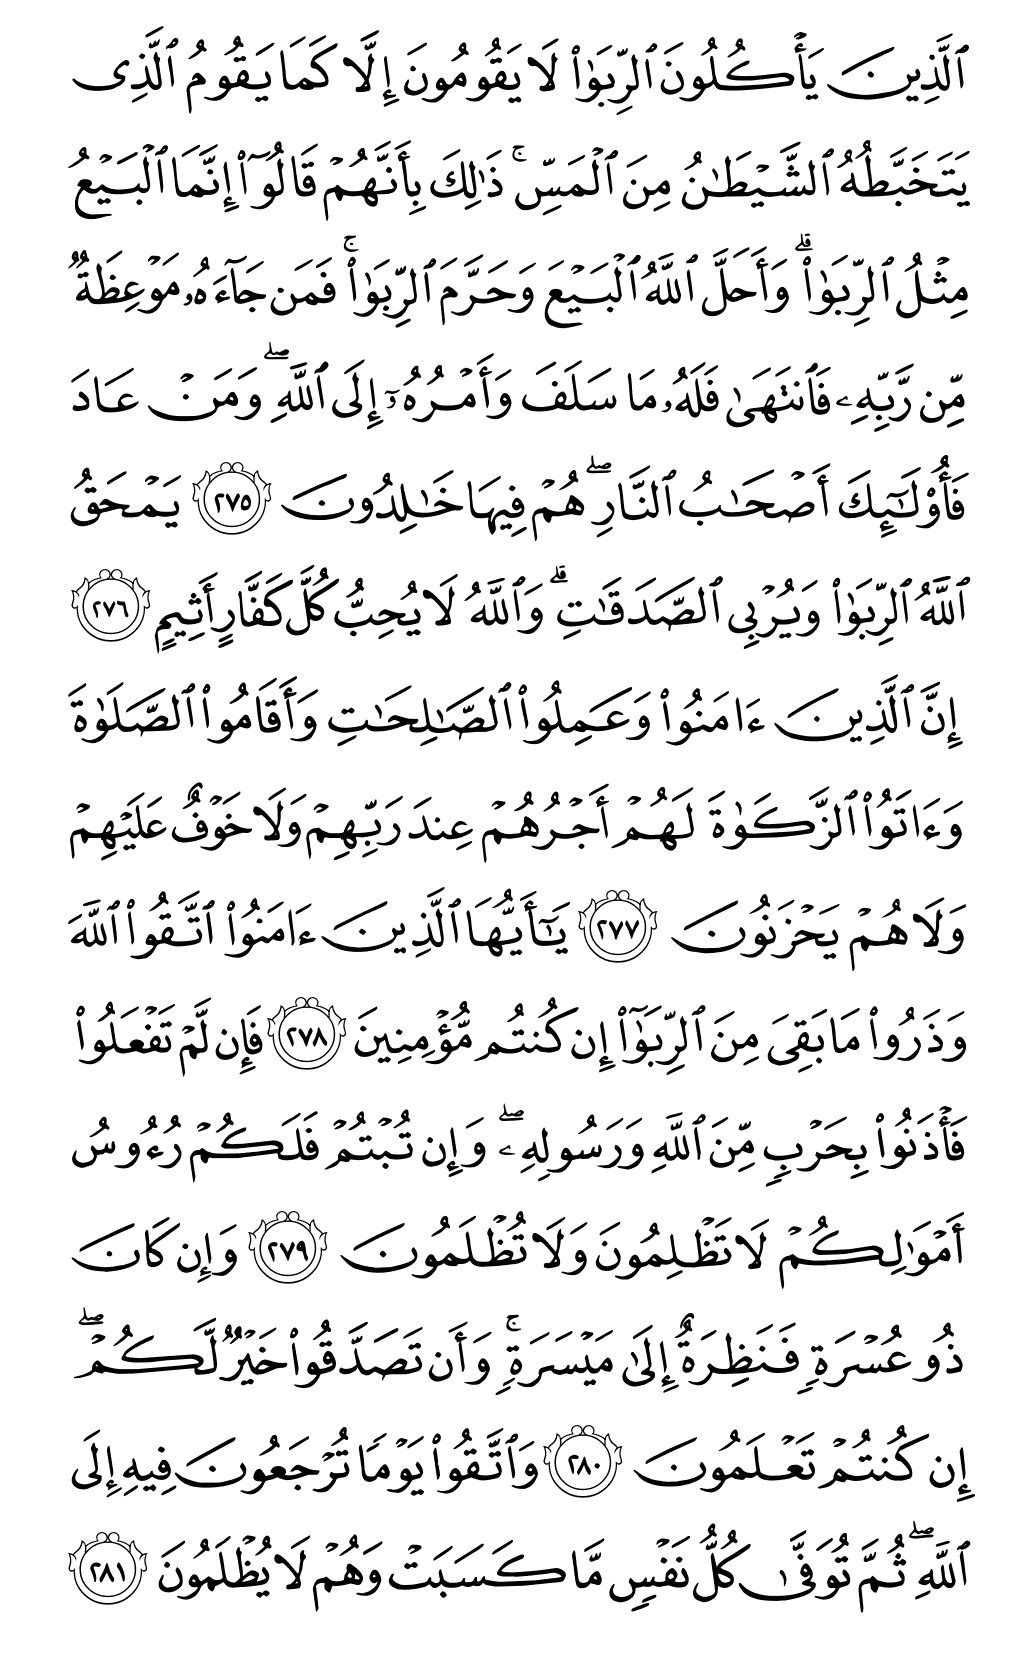 ٱلَّذِينَ يَأْكُلُونَ ٱلرِّبَوٰا۟ لَا يَقُومُونَ إِلَّا كَمَا يَقُومُ ٱلَّذِى
يَتَخَبَّطُهُ ٱلشَّيْطَـٰنُ مِنَ ٱلْمَسِّ ۚ ذَٰلِكَ بِأَنَّهُمْ قَالُوٓا۟ إِنَّمَا ٱلْبَيْعُ
مِثْلُ ٱلرِّبَوٰا۟ ۗ وَأَحَلَّ ٱللَّهُ ٱلْبَيْعَ وَحَرَّمَ ٱلرِّبَوٰا۟ ۚ فَمَن جَآءَهُۥ مَوْعِظَةٌ
مِّن رَّبِّهِۦ فَٱنتَهَىٰ فَلَهُۥ مَا سَلَفَ وَأَمْرُهُۥٓ إِلَى ٱللَّهِ ۖ وَمَنْ عَادَ
فَأُو۟لَـٰٓئِكَ أَصْحَـٰبُ ٱلنَّارِ ۖ هُمْ فِيهَا خَـٰلِدُونَ ٢٧٥ يَمْحَقُ
ٱللَّهُ ٱلرِّبَوٰا۟ وَيُرْبِى ٱلصَّدَقَـٰتِ ۗ وَٱللَّهُ لَا يُحِبُّ كُلَّ كَفَّارٍ أَثِيمٍ ٢٧٦
إِنَّ ٱلَّذِينَ ءَامَنُوا۟ وَعَمِلُوا۟ ٱلصَّـٰلِحَـٰتِ وَأَقَامُوا۟ ٱلصَّلَوٰةَ
وَءَاتَوُا۟ ٱلزَّكَوٰةَ لَهُمْ أَجْرُهُمْ عِندَ رَبِّهِمْ وَلَا خَوْفٌ عَلَيْهِمْ
وَلَا هُمْ يَحْزَنُونَ ٢٧٧ يَـٰٓأَيُّهَا ٱلَّذِينَ ءَامَنُوا۟ ٱتَّقُوا۟ ٱللَّهَ
وَذَرُوا۟ مَا بَقِىَ مِنَ ٱلرِّبَوٰٓا۟ إِن كُنتُم مُّؤْمِنِينَ ٢٧٨ فَإِن لَّمْ تَفْعَلُوا۟
فَأْذَنُوا۟ بِحَرْبٍ مِّنَ ٱللَّهِ وَرَسُولِهِۦ ۖ وَإِن تُبْتُمْ فَلَكُمْ رُءُوسُ
أَمْوَٰلِكُمْ لَا تَظْلِمُونَ وَلَا تُظْلَمُونَ ٢٧٩ وَإِن كَانَ
ذُو عُسْرَةٍ فَنَظِرَةٌ إِلَىٰ مَيْسَرَةٍ ۚ وَأَن تَصَدَّقُوا۟ خَيْرٌ لَّكُمْ ۖ
إِن كُنتُمْ تَعْلَمُونَ ٢٨٠ وَٱتَّقُوا۟ يَوْمًا تُرْجَعُونَ فِيهِ إِلَى
ٱللَّهِ ۖ ثُمَّ تُوَفَّىٰ كُلُّ نَفْسٍ مَّا كَسَبَتْ وَهُمْ لَا يُظْلَمُونَ ٢٨١